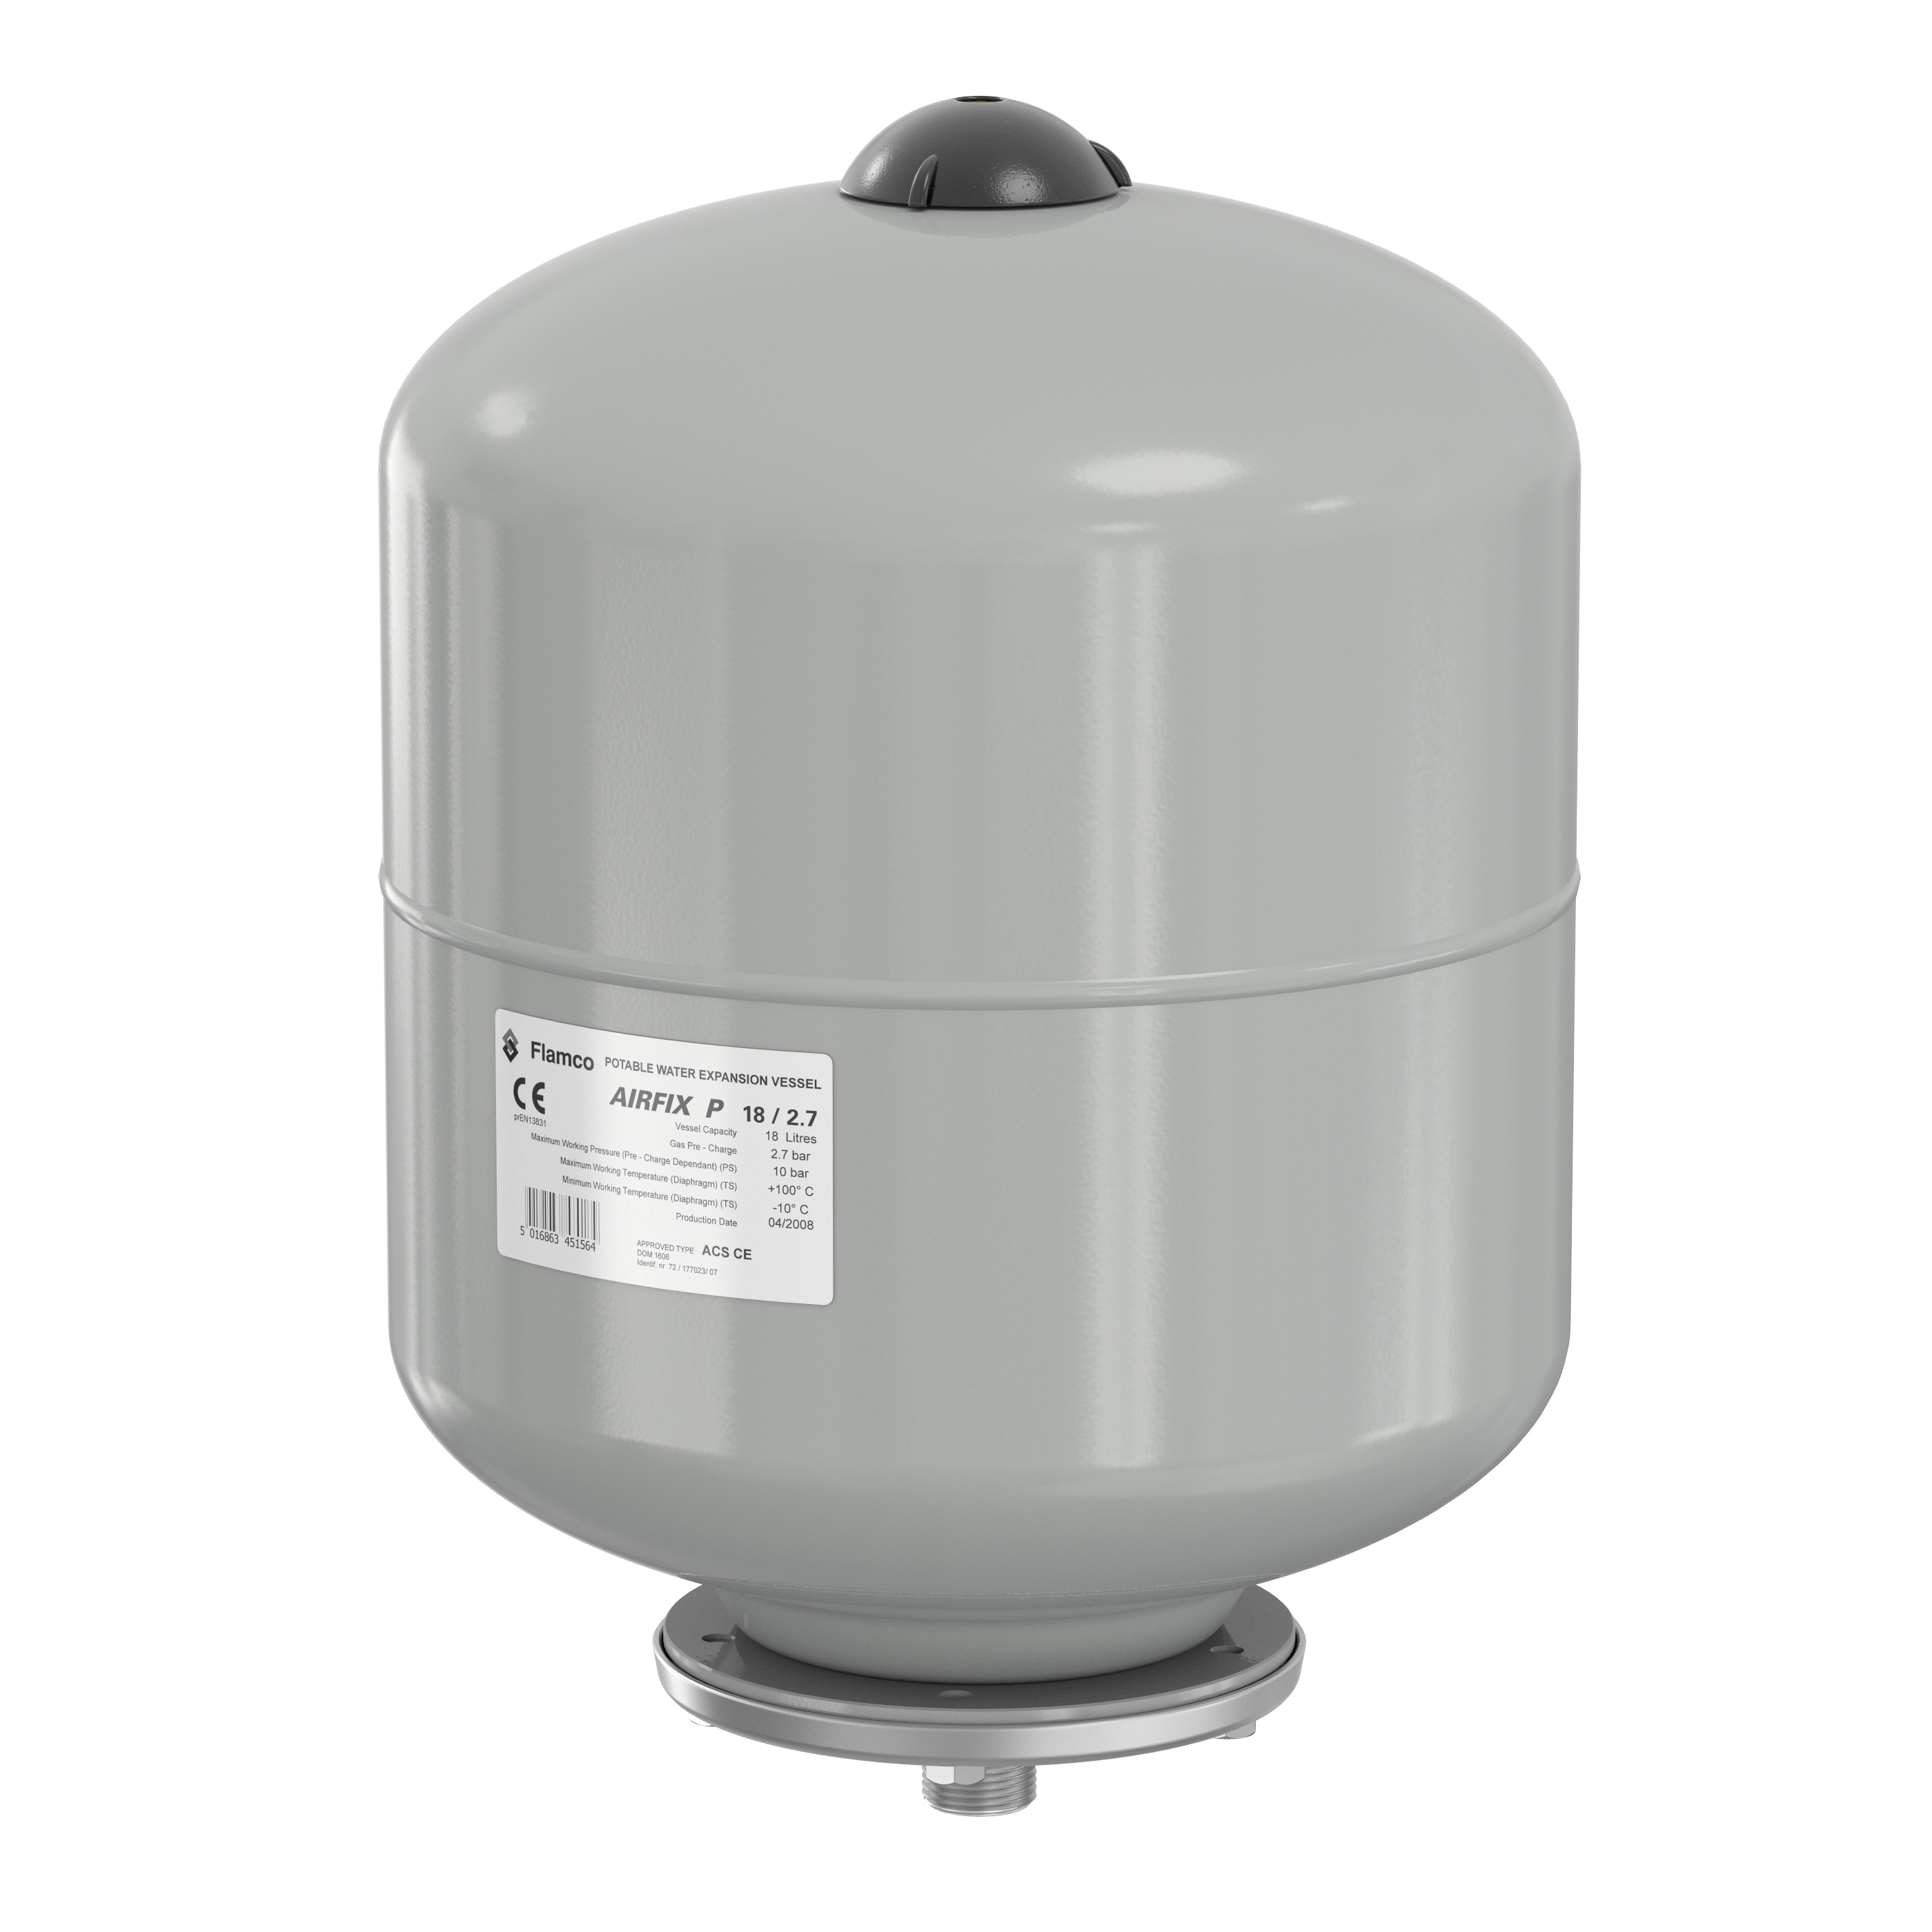 Flamco POTABLE WATER EXPANSION VESSEL
CE AIRFIX P 18 / 2.7
prEN13831
Vessel Capacity 18 Litres
Gas Pre - Charge 2.7 bar
Maximum Working Pressure (Pre - Charge Dependant) (PS) 10 bar
Maximum Working Temperature (Diaphragm) (TS) +100° C
Minimum Working Temperature (Diaphragm) (TS) -10° C
Production Date 04/2008
5 016863 451564
APPROVED TYPE ACS CE
DOM 1606
Identif. nr 72 / 177023/ 07